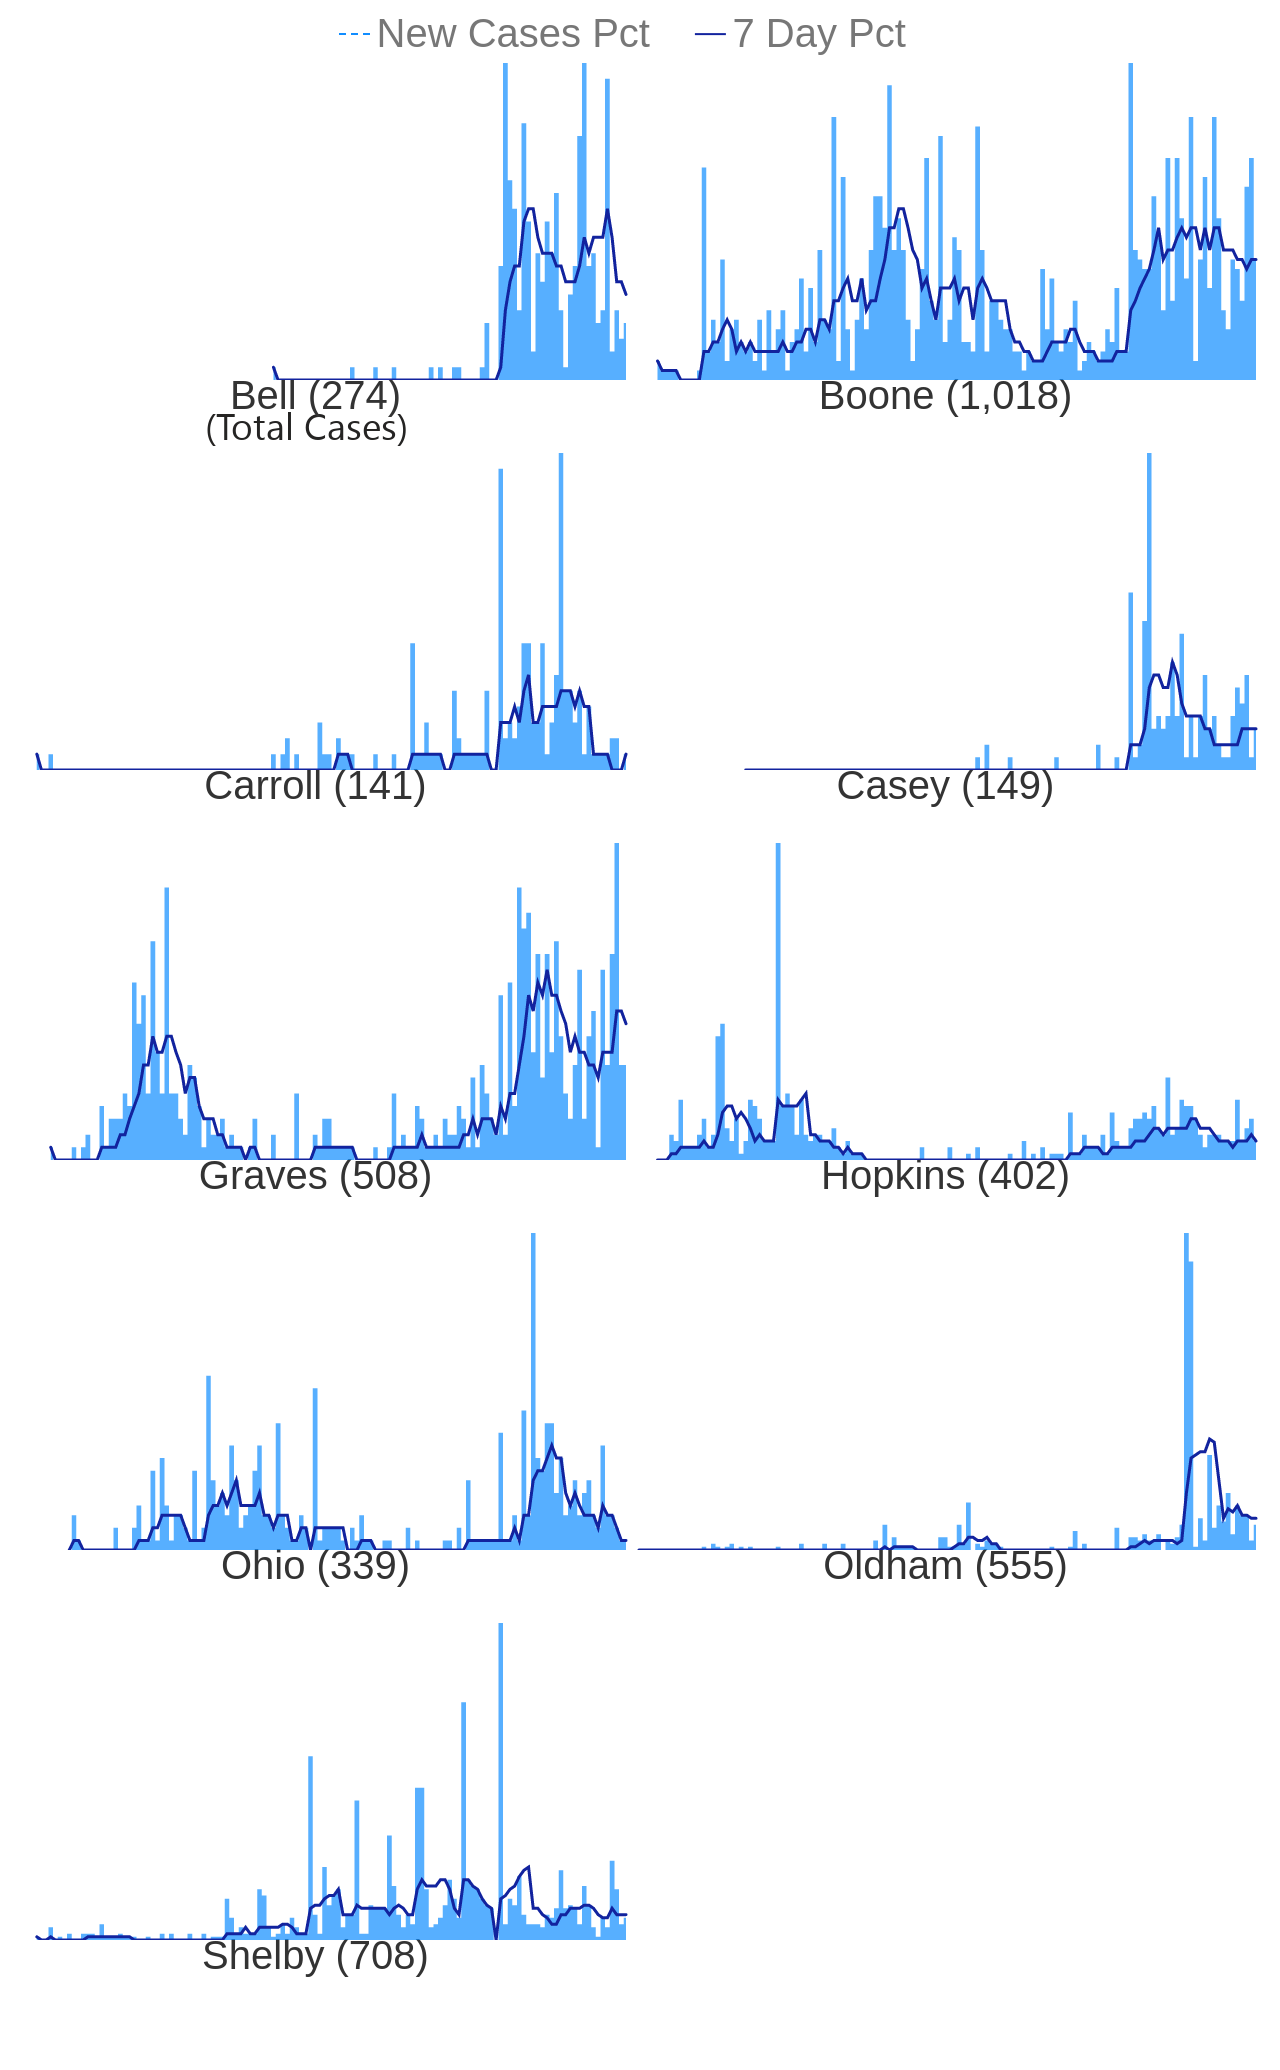 New Cases Pct 7 Day Pct
Bell (274) Boone (1,018)
(Total Cases)
Carroll (141) Casey (149)
Graves (508) Hopkins (402)
Ohio (339) Oldham (555)
Shelby (708)